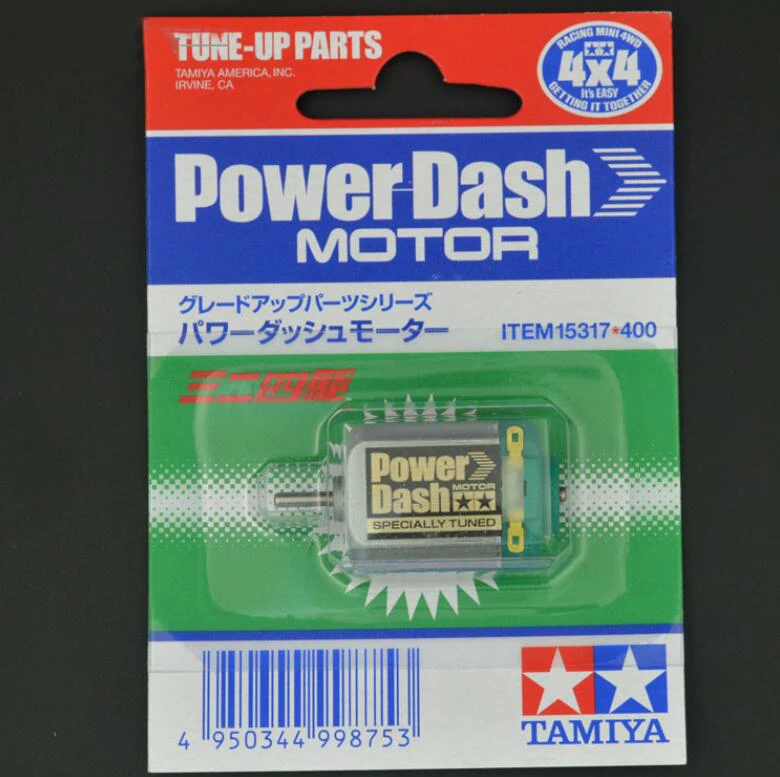 TUNE-UP PARTS
TAMIYA AMERICA, INC.
IRVINE, CA
RACING MINI 4WD
4x4
It's EASY
GETTING IT TOGETHER
Power Dash
MOTOR
グレードアップパーツシリーズ
パワーダッシュモーター
ITEM 15317*400
ミニ四駆
Power
Dash
MOTOR
SPECIALLY TUNED
4 950344 998753
TAMIYA